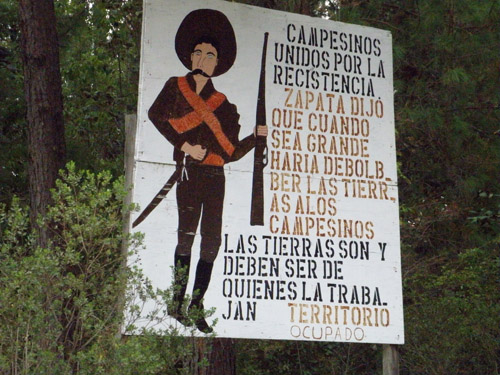 CAMPESINOS
UNIDOS POR LA
RECISTENCIA
ZAPATA DIJÓ
QUE CUANDO
SEA GRANDE
HARIA DEBOLB_
BER LAS TIERR,
AS ALOS
CAMPESINOS
LAS TIERRAS SON Y
DEBEN SER DE
QUIENES LA TRABA.
JAN TERRITORIO
OCUPADO